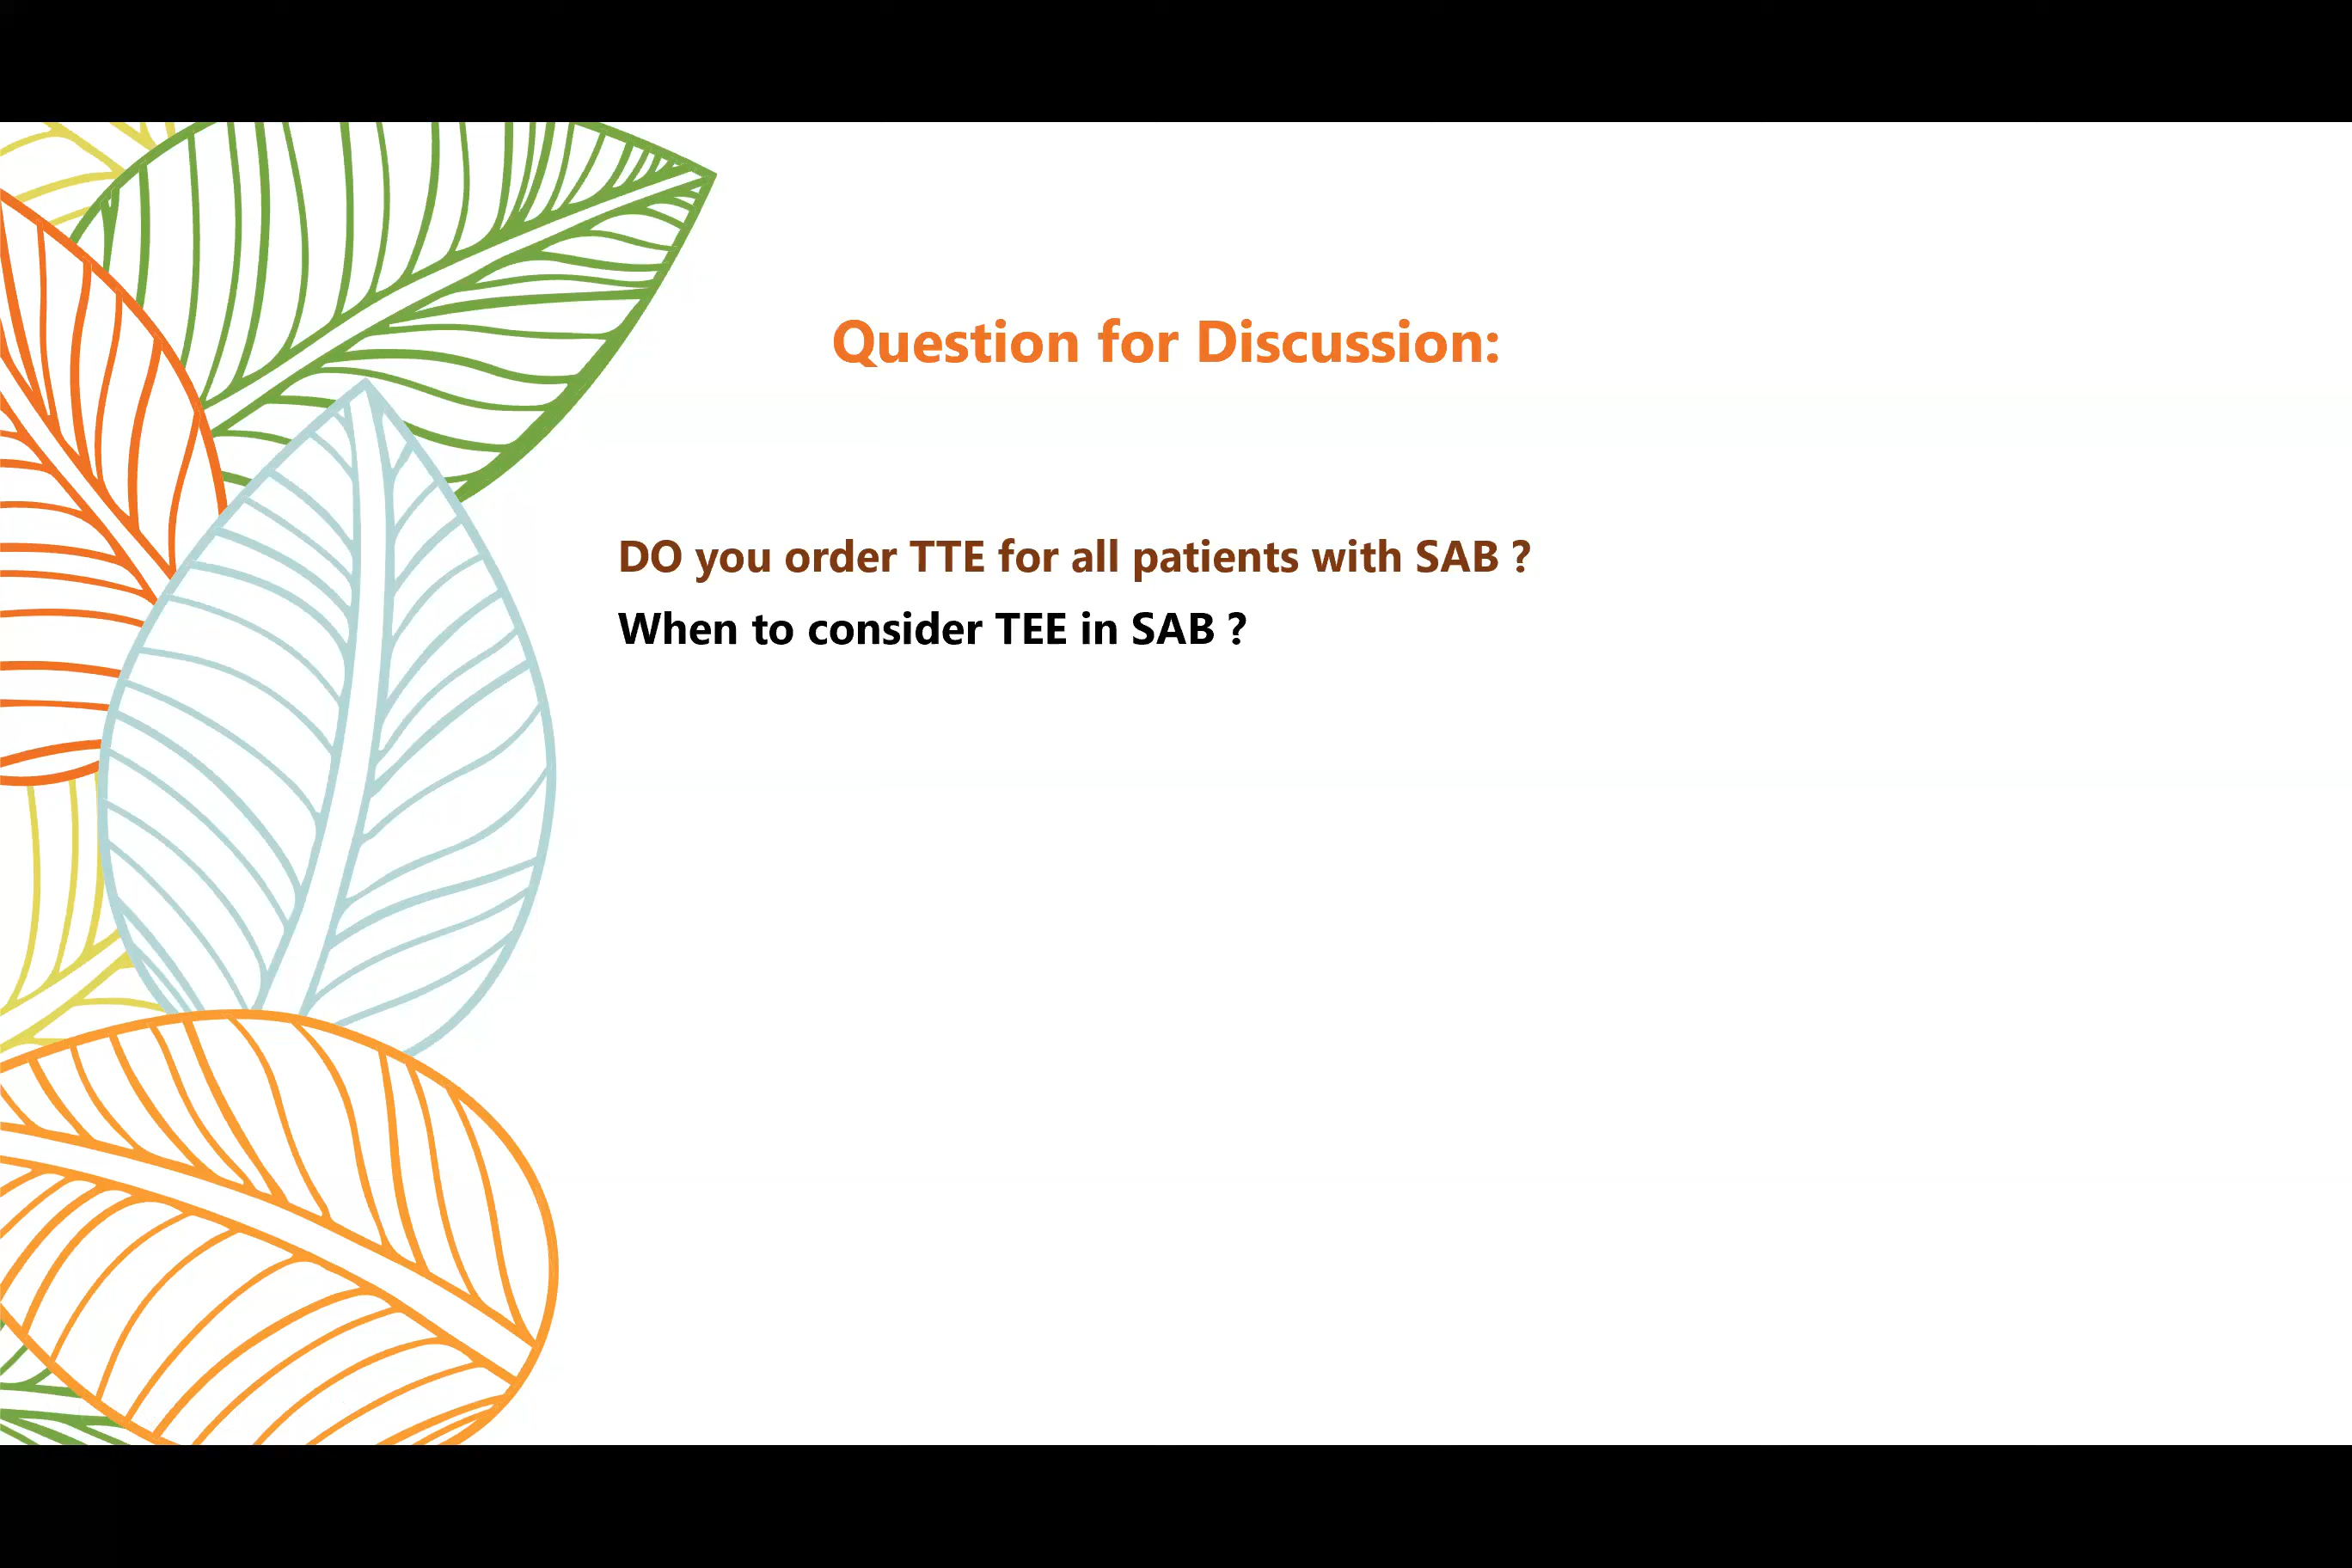 Question for Discussion:
DO you order TTE for all patients with SAB ?
When to consider TEE in SAB ?